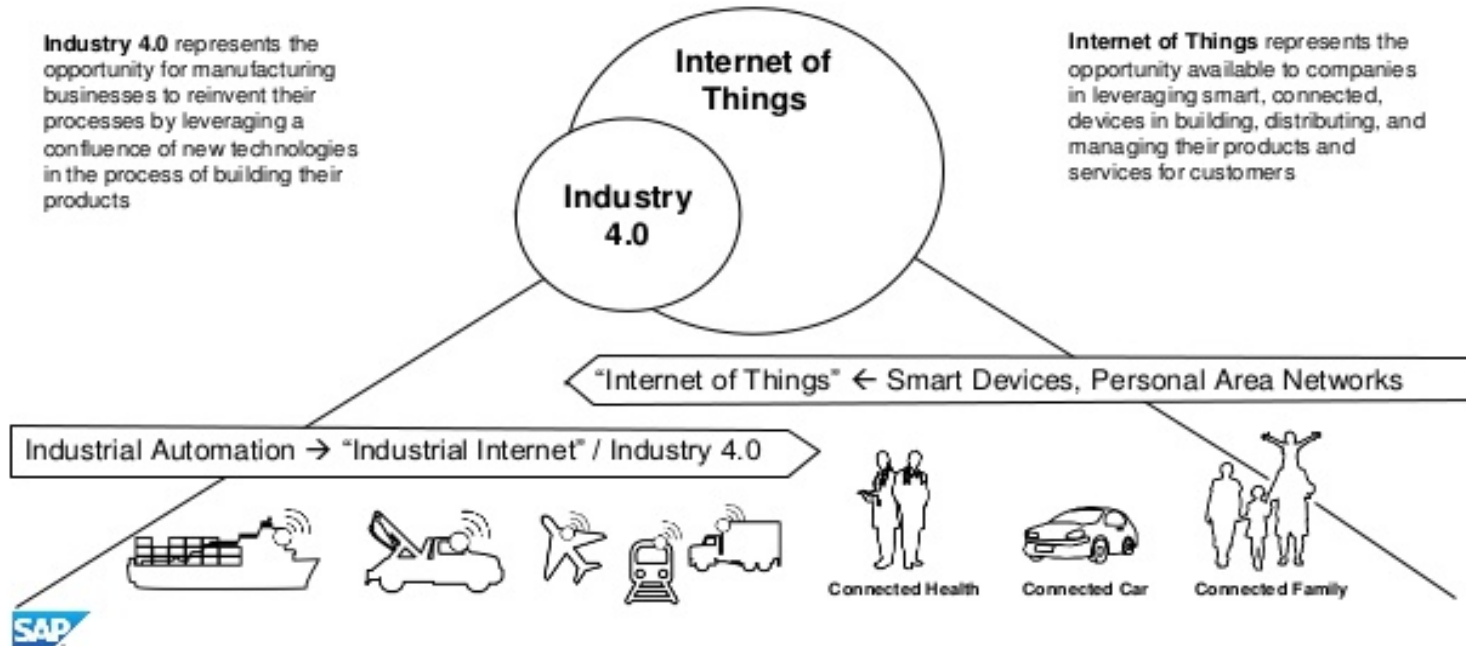 Industry 4.0 represents the
opportunity for manufacturing
businesses to reinvent their
processes by leveraging a
confluence of new technologies
in the process of building their
products
Internet of
Things
Industry
4.0
Internet of Things represents the
opportunity available to companies
in leveraging smart, connected,
devices in building, distributing, and
managing their products and
services for customers
“Internet of Things” ← Smart Devices, Personal Area Networks
Industrial Automation → “Industrial Internet” / Industry 4.0
Connected Health
Connected Car
Connected Family
SAP